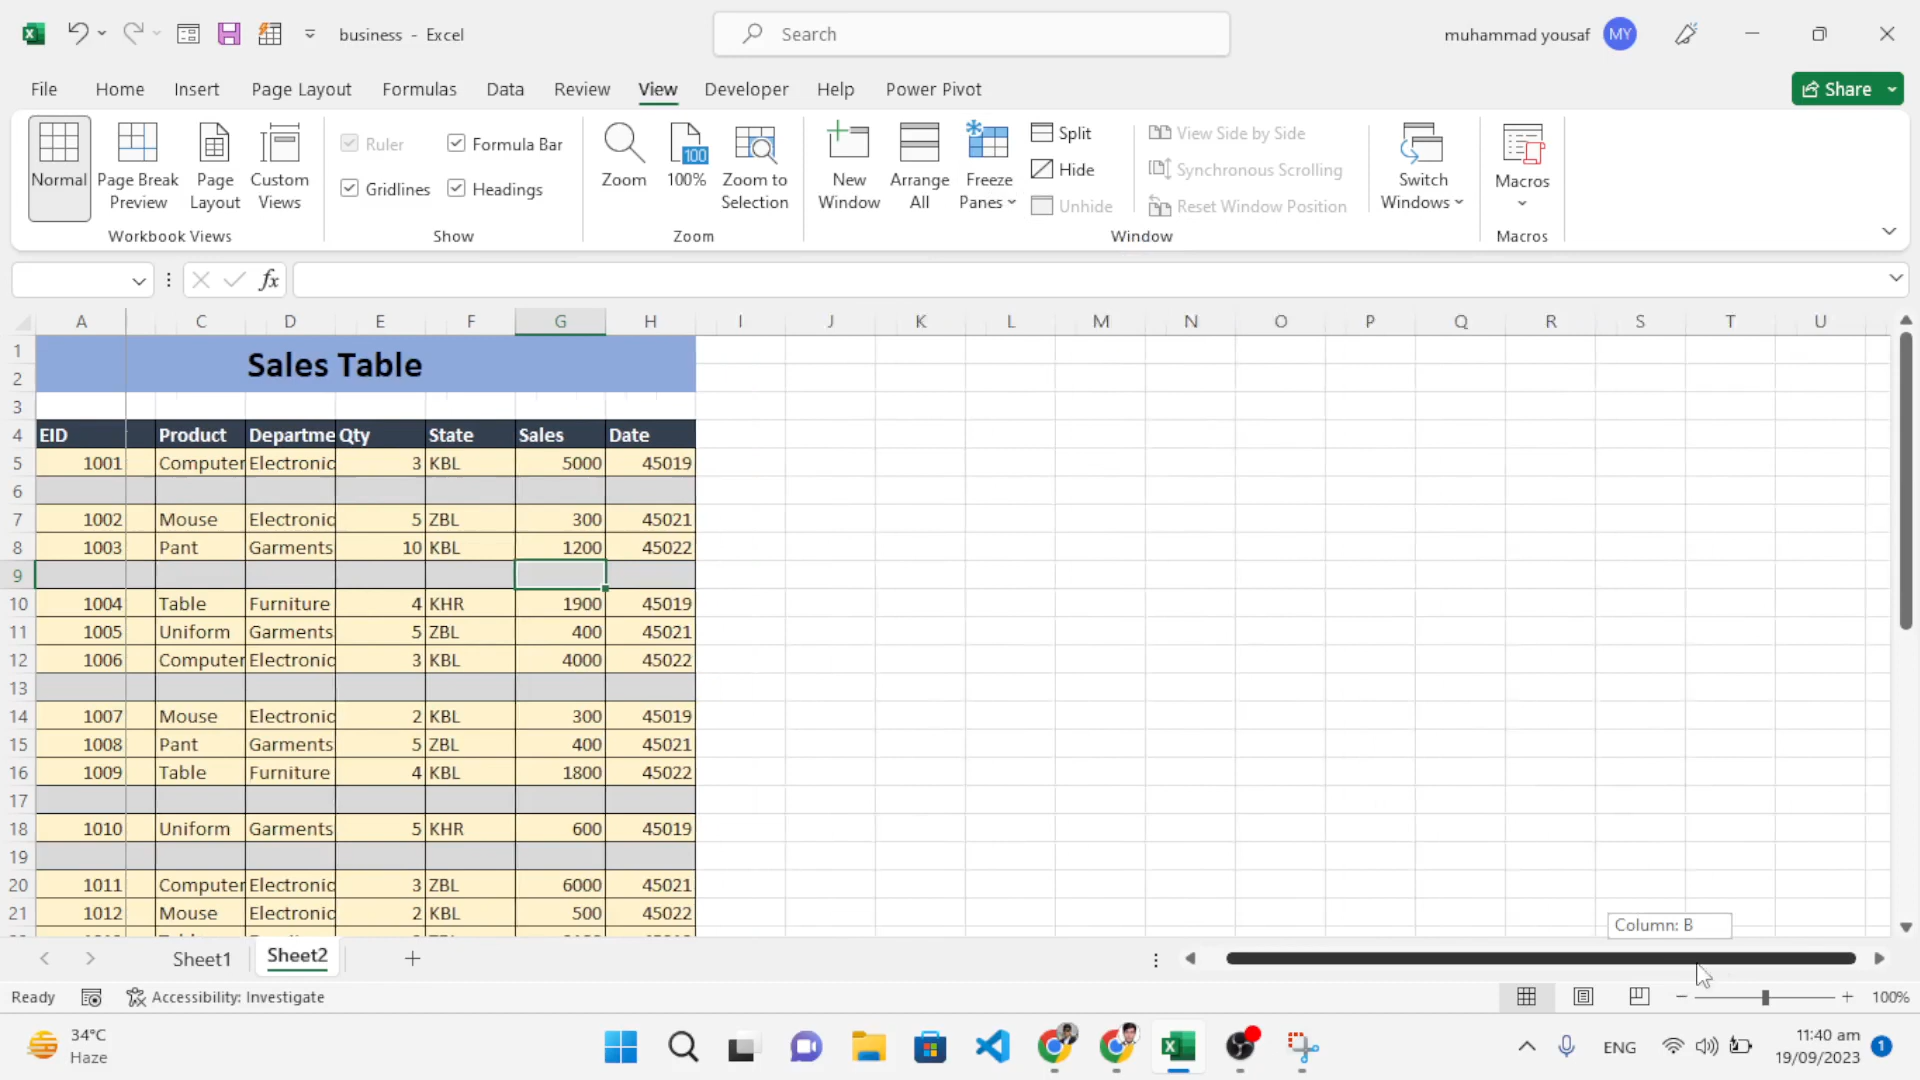 business - Excel
Search
muhammad yousaf MY
File Home Insert Page Layout Formulas Data Review View Developer Help Power Pivot
Share
Normal
Page Break Preview
Page Layout
Custom Views
Workbook Views
Ruler
Formula Bar
Gridlines
Headings
Show
Zoom
100
100%
Zoom to Selection
Zoom
New Window
Arrange All
Freeze Panes
Split
Hide
Unhide
View Side by Side
Synchronous Scrolling
Reset Window Position
Window
Switch Windows
Macros
Macros
fx
A C D E F G H I J K L M N O P Q R S T U
1
Sales Table
2
3
4 EID Product Departme Qty State Sales Date
5 1001 Computer Electronic 3 KBL 5000 45019
6
7 1002 Mouse Electronic 5 ZBL 300 45021
8 1003 Pant Garments 10 KBL 1200 45022
9
10 1004 Table Furniture 4 KHR 1900 45019
11 1005 Uniform Garments 5 ZBL 400 45021
12 1006 Computer Electronic 3 KBL 4000 45022
13
14 1007 Mouse Electronic 2 KBL 300 45019
15 1008 Pant Garments 5 ZBL 400 45021
16 1009 Table Furniture 4 KBL 1800 45022
17
18 1010 Uniform Garments 5 KHR 600 45019
19
20 1011 Computer Electronic 3 ZBL 6000 45021
21 1012 Mouse Electronic 2 KBL 500 45022
Column: B
Sheet1 Sheet2
Ready Accessibility: Investigate 100%
34°C
Haze
ENG
11:40 am
19/09/2023
1